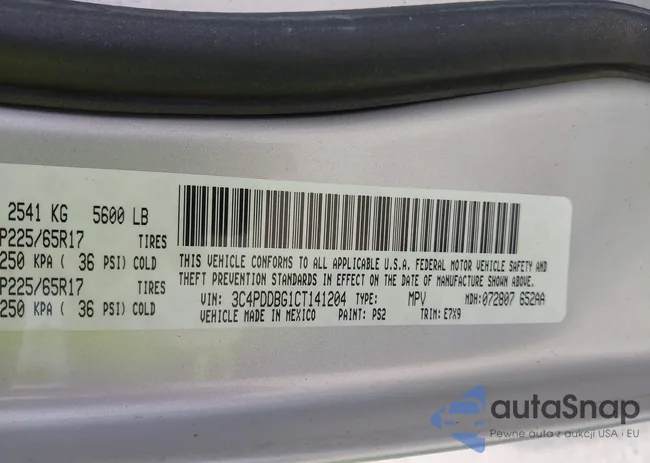 2541 KG 5600 LB
P225/65R17 TIRES
250 KPA ( 36 PSI) COLD
P225/65R17 TIRES
250 KPA ( 36 PSI) COLD
THIS VEHICLE CONFORMS TO ALL APPLICABLE U.S.A. FEDERAL MOTOR VEHICLE SAFETY AND
THEFT PREVENTION STANDARDS IN EFFECT ON THE DATE OF MANUFACTURE SHOWN ABOVE.
VIN: 3C4PDDBG1CT141204 TYPE: MPV MDH:072807 652AA
VEHICLE MADE IN MEXICO PAINT: PS2 TRIM: E7X9
autaSnap
Pewne auta z aukcji USA i EU